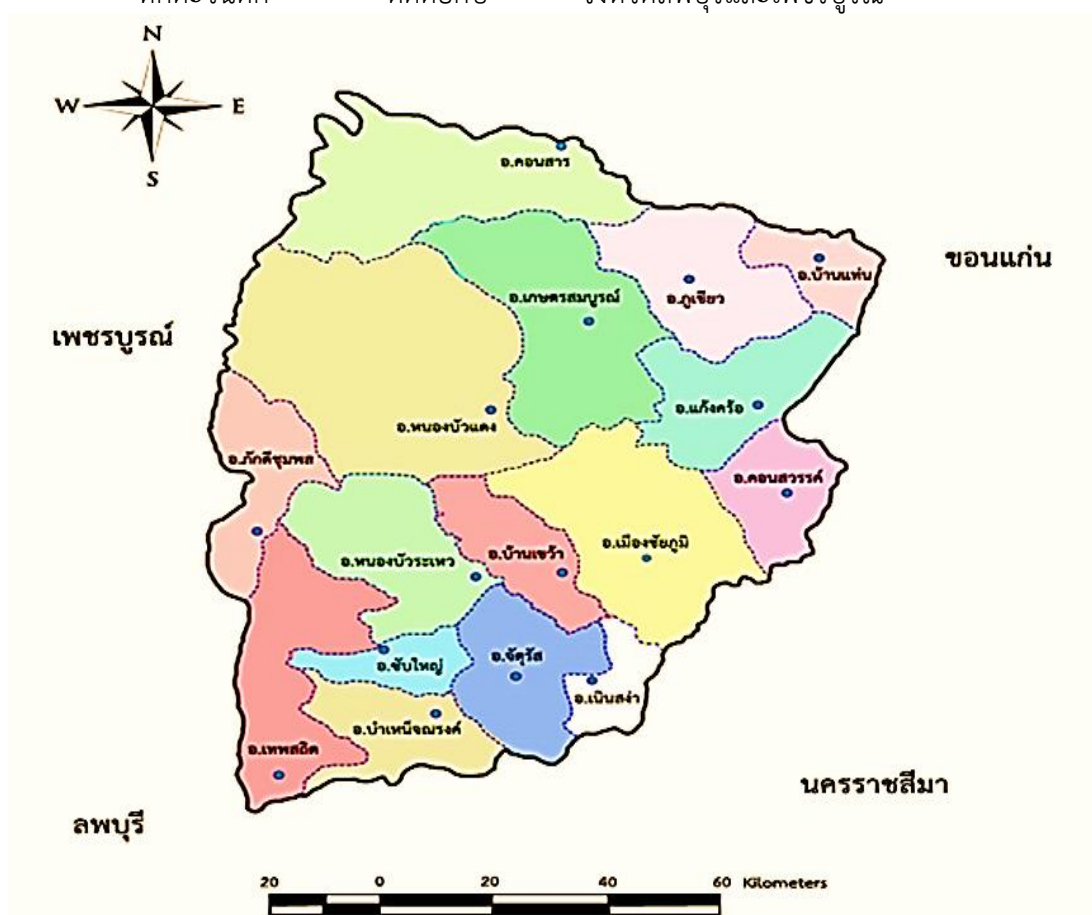 N
W E
S
อ.คอนสาร
ขอนแก่น
อ.บ้านแท่น
อ.ภูเขียว
อ.เกษตรสมบูรณ์
เพชรบูรณ์
อ.แก้งคร้อ
อ.หนองบัวแดง
อ.ภักดีชุมพล
อ.คอนสวรรค์
อ.เมืองชัยภูมิ
อ.บ้านเขว้า
อ.หนองบัวระเหว
อ.จัตุรัส
อ.ซับใหญ่
อ.เนินสง่า
อ.บำเหน็จณรงค์
อ.เทพสถิต
นครราชสีมา
ลพบุรี
20 0 20 40 60 Kilometers